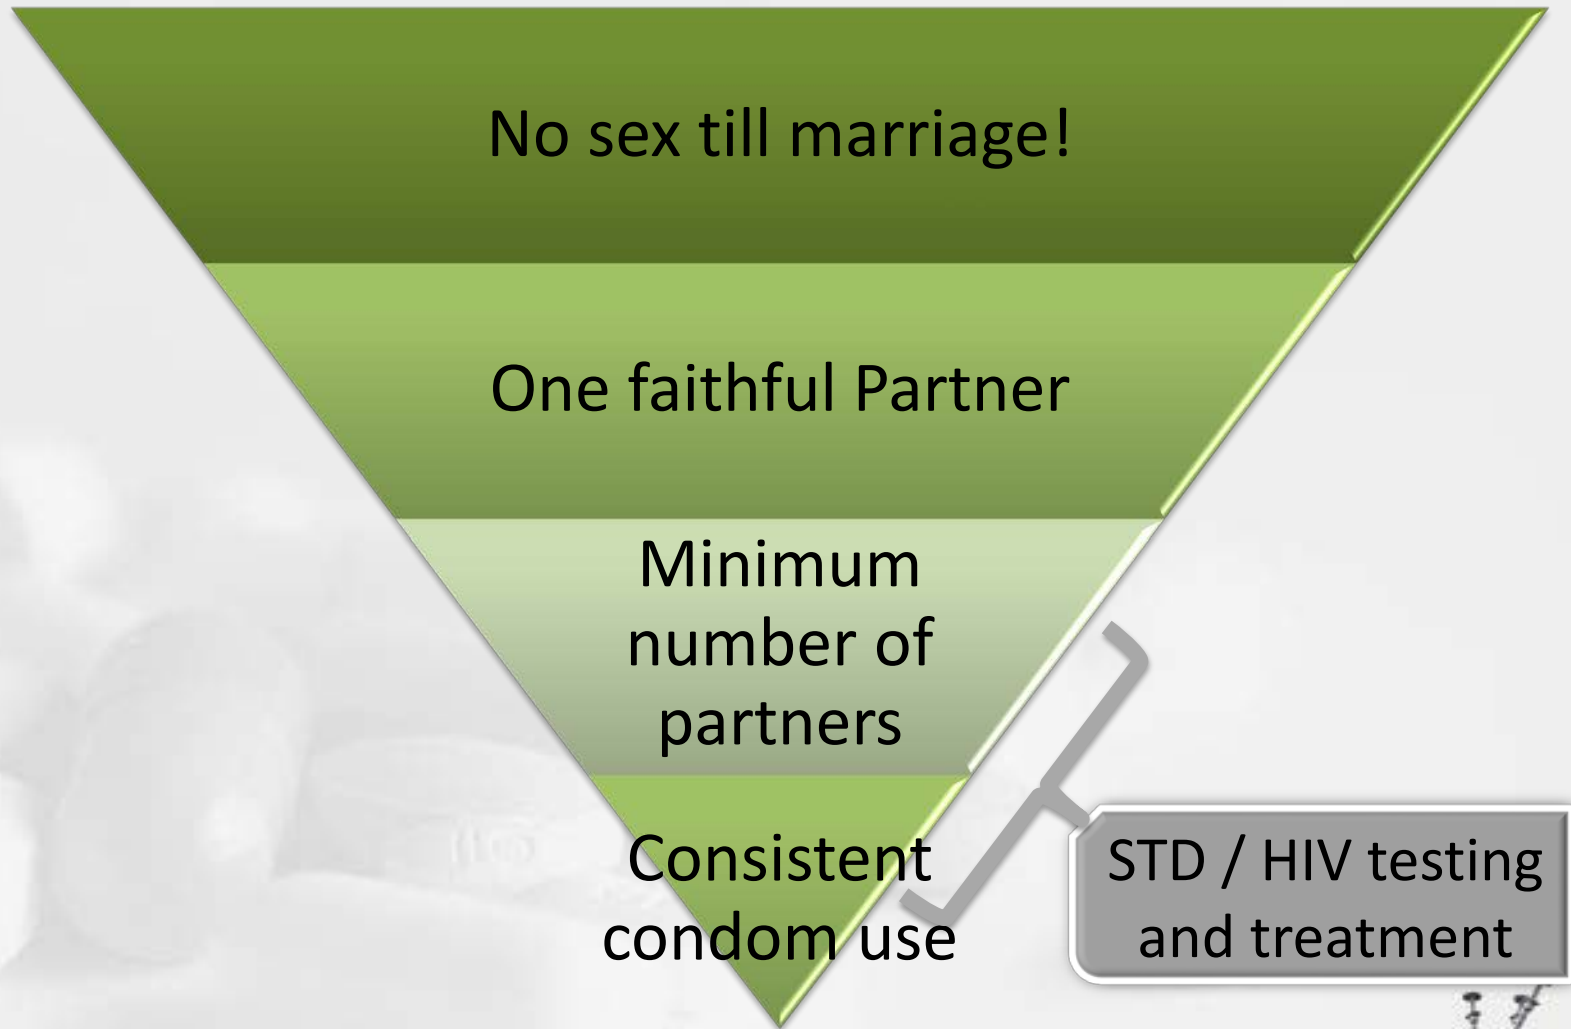 No sex till marriage!
One faithful Partner
Minimum
number of
partners
Consistent
condom use
STD / HIV testing
and treatment